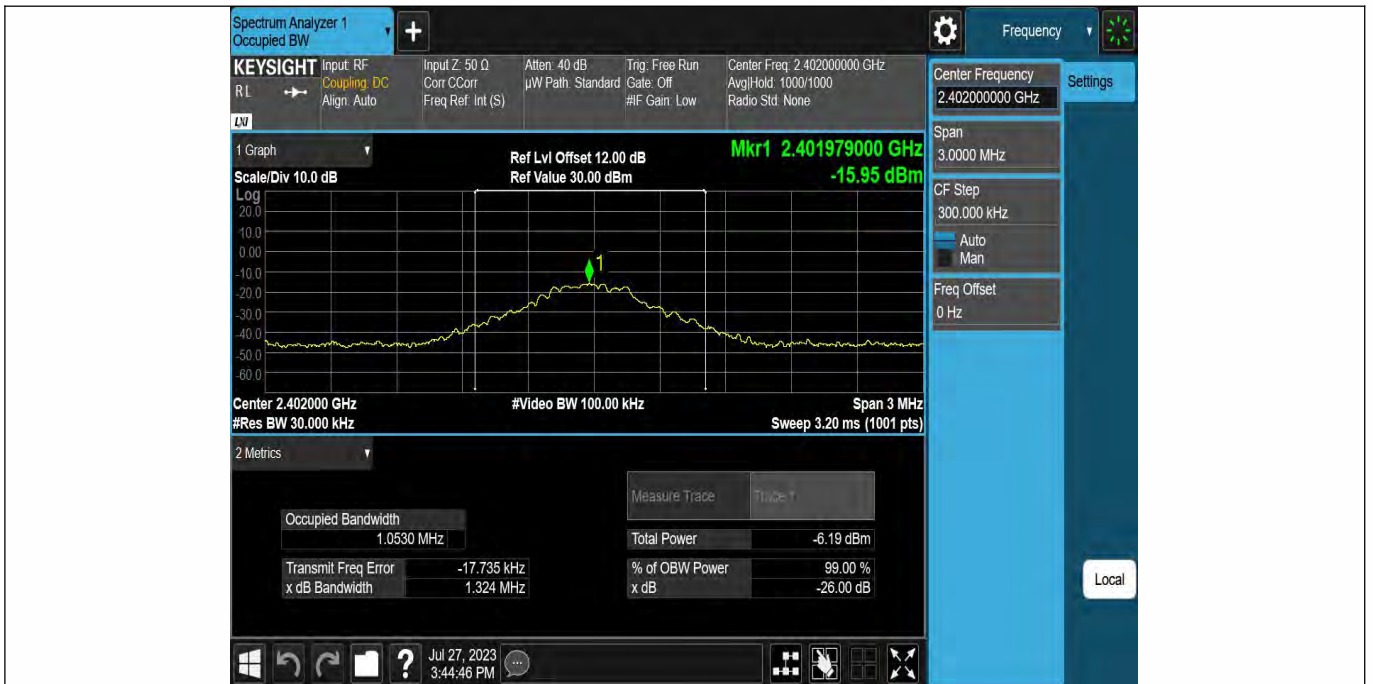 Spectrum Analyzer 1
Occupied BW
+
Frequency
KEYSIGHT
RL
LXI
Input: RF
Coupling: DC
Align: Auto
Input Z: 50 Ω
Corr CCorr
Freq Ref: Int (S)
Atten: 40 dB
µW Path: Standard
Trig: Free Run
Gate: Off
#IF Gain: Low
Center Freq: 2.402000000 GHz
Avg|Hold: 1000/1000
Radio Std: None
Center Frequency
2.402000000 GHz
Settings
Span
3.0000 MHz
CF Step
300.000 kHz
Auto
Man
Freq Offset
0 Hz
Local
1 Graph
Scale/Div 10.0 dB
Ref Lvl Offset 12.00 dB
Ref Value 30.00 dBm
Mkr1 2.401979000 GHz
-15.95 dBm
Log
20.0
10.0
0.00
-10.0
-20.0
-30.0
-40.0
-50.0
-60.0
1
Center 2.402000 GHz
#Video BW 100.00 kHz
Span 3 MHz
#Res BW 30.000 kHz
Sweep 3.20 ms (1001 pts)
2 Metrics
Measure Trace
Trace 1
Occupied Bandwidth
1.0530 MHz
Total Power
-6.19 dBm
Transmit Freq Error
-17.735 kHz
% of OBW Power
99.00 %
x dB Bandwidth
1.324 MHz
x dB
-26.00 dB
?
Jul 27, 2023
3:44:46 PM